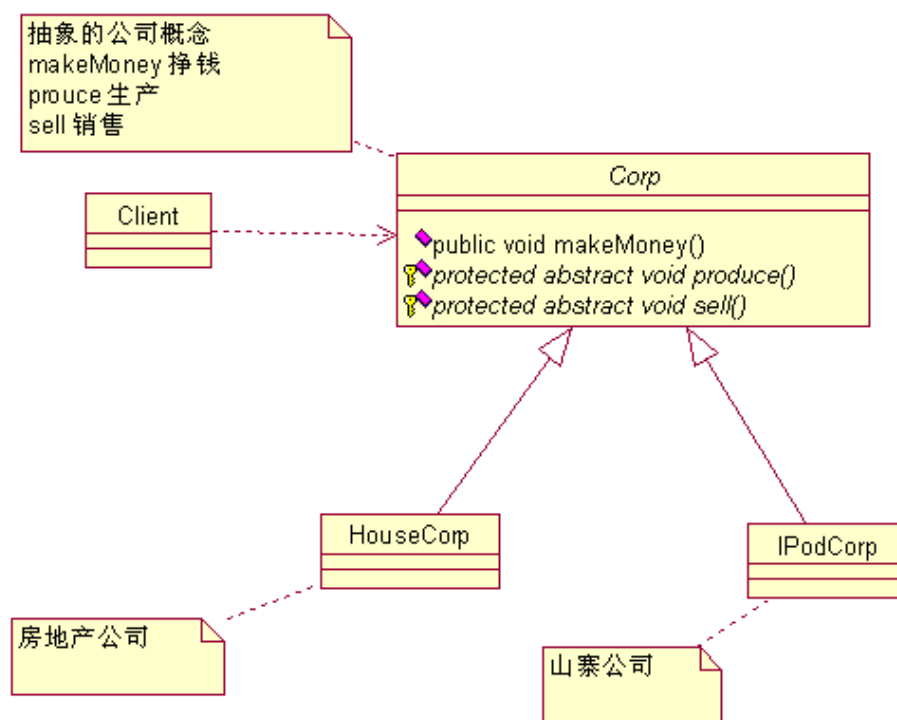 抽象的公司概念
makeMoney 挣钱
prouce 生产
sell 销售
Corp
Client
public void makeMoney()
protected abstract void produce()
protected abstract void sell()
HouseCorp
IPodCorp
房地产公司
山寨公司